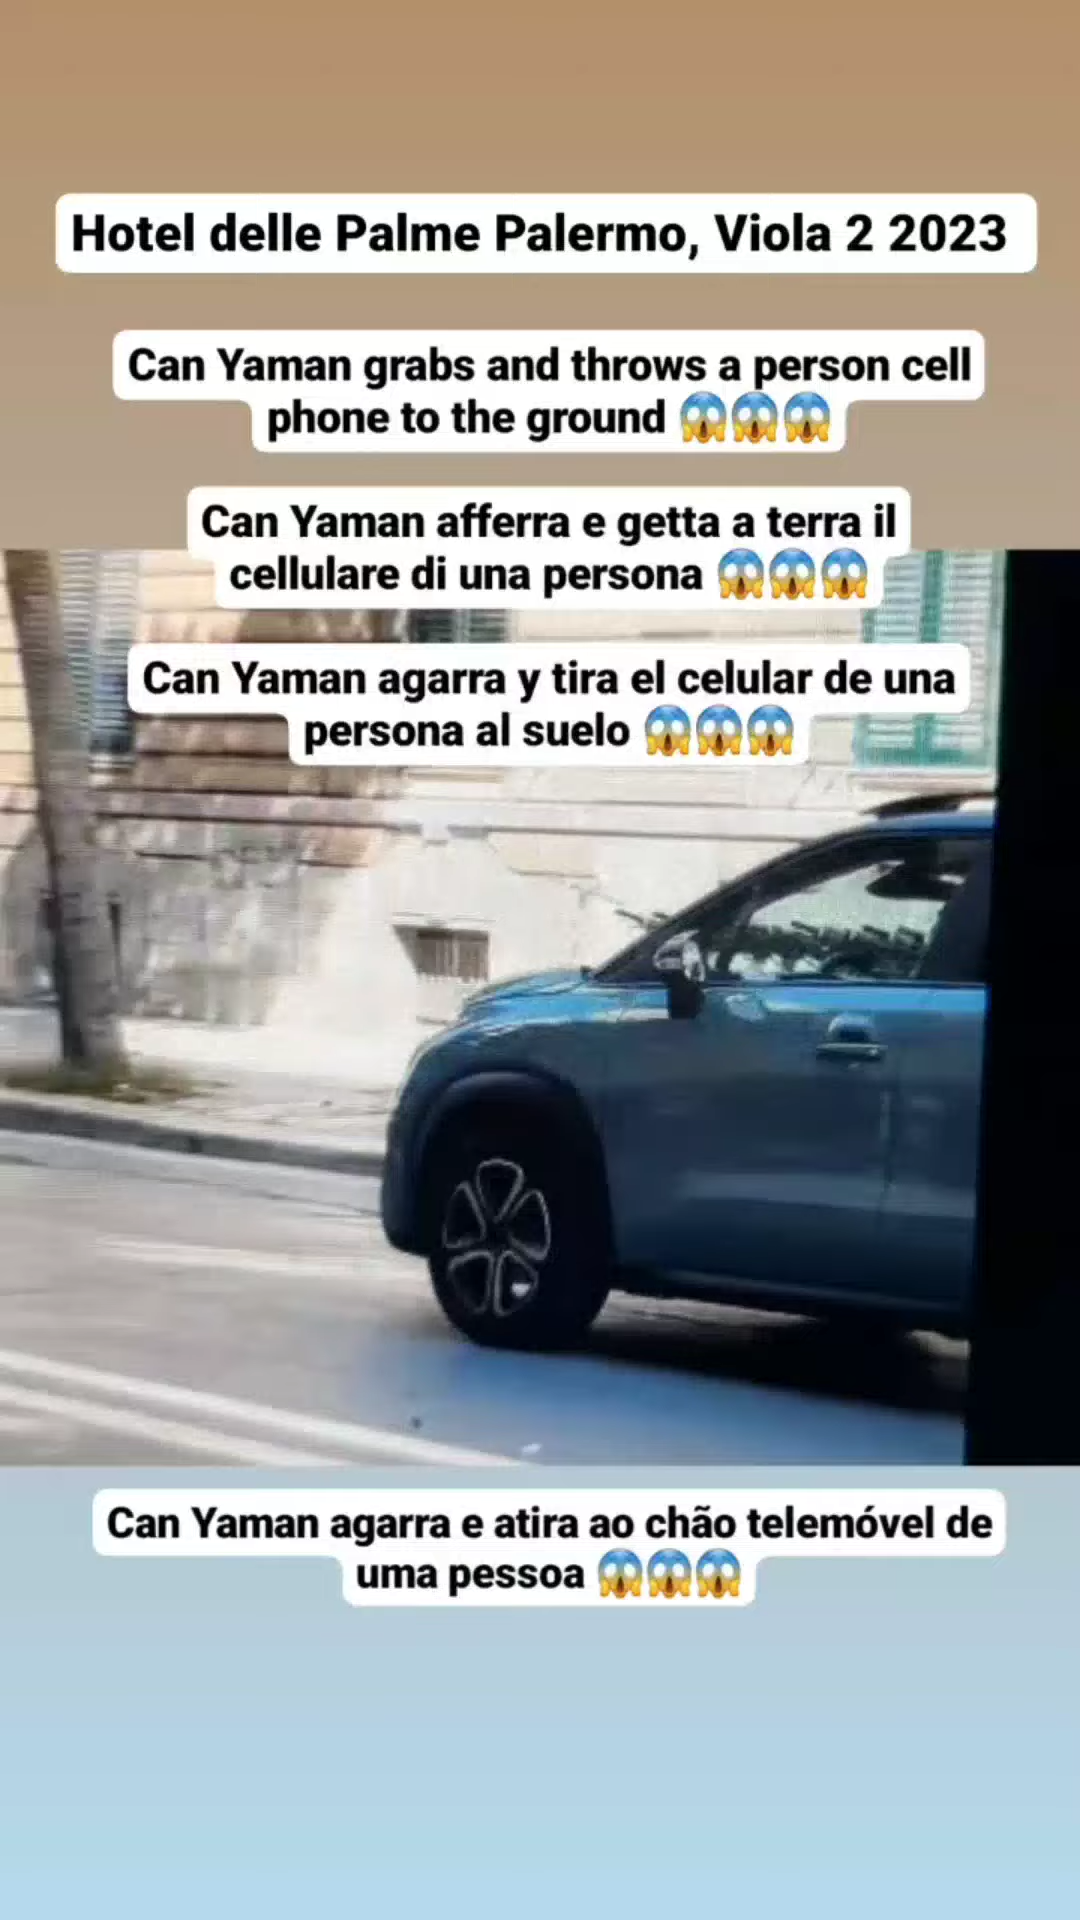 Hotel delle Palme Palermo, Viola 2 2023
Can Yaman grabs and throws a person cell
phone to the ground 😱😱😱
Can Yaman afferra e getta a terra il
cellulare di una persona 😱😱😱
Can Yaman agarra y tira el celular de una
persona al suelo 😱😱😱
Can Yaman agarra e atira ao chão telemóvel de
uma pessoa 😱😱😱